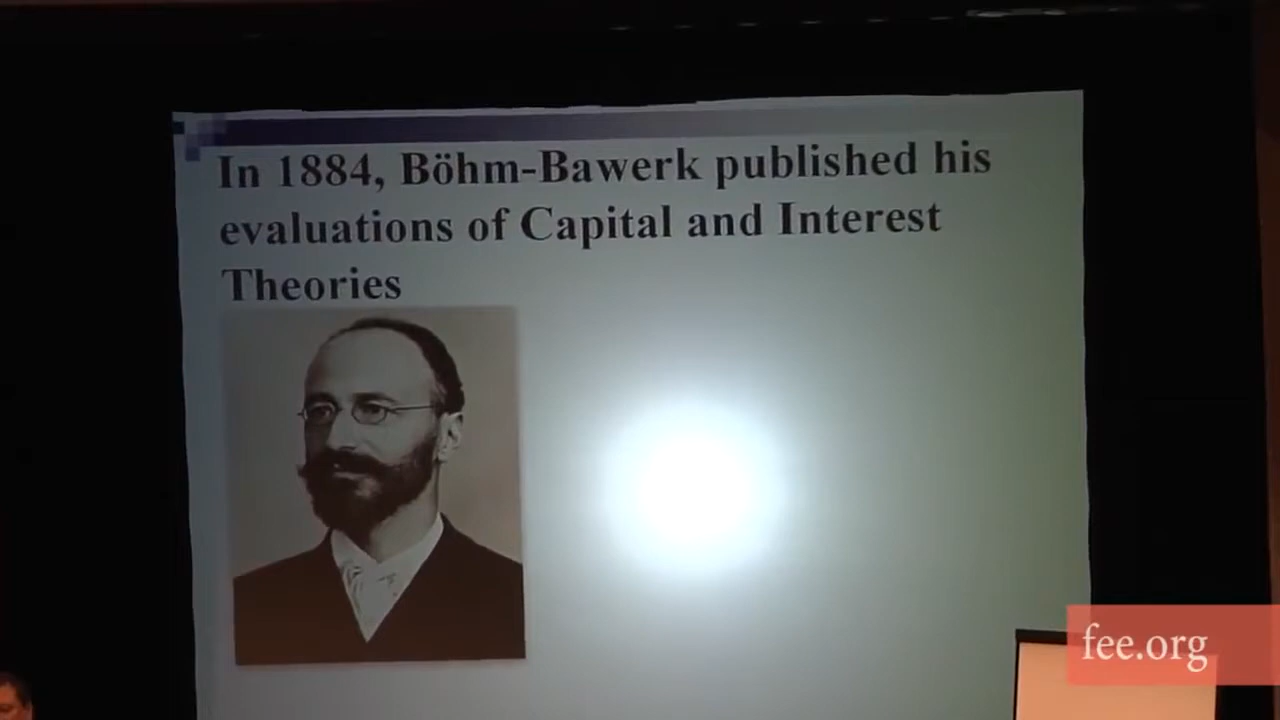 In 1884, Böhm-Bawerk published his
evaluations of Capital and Interest
Theories
fee.org